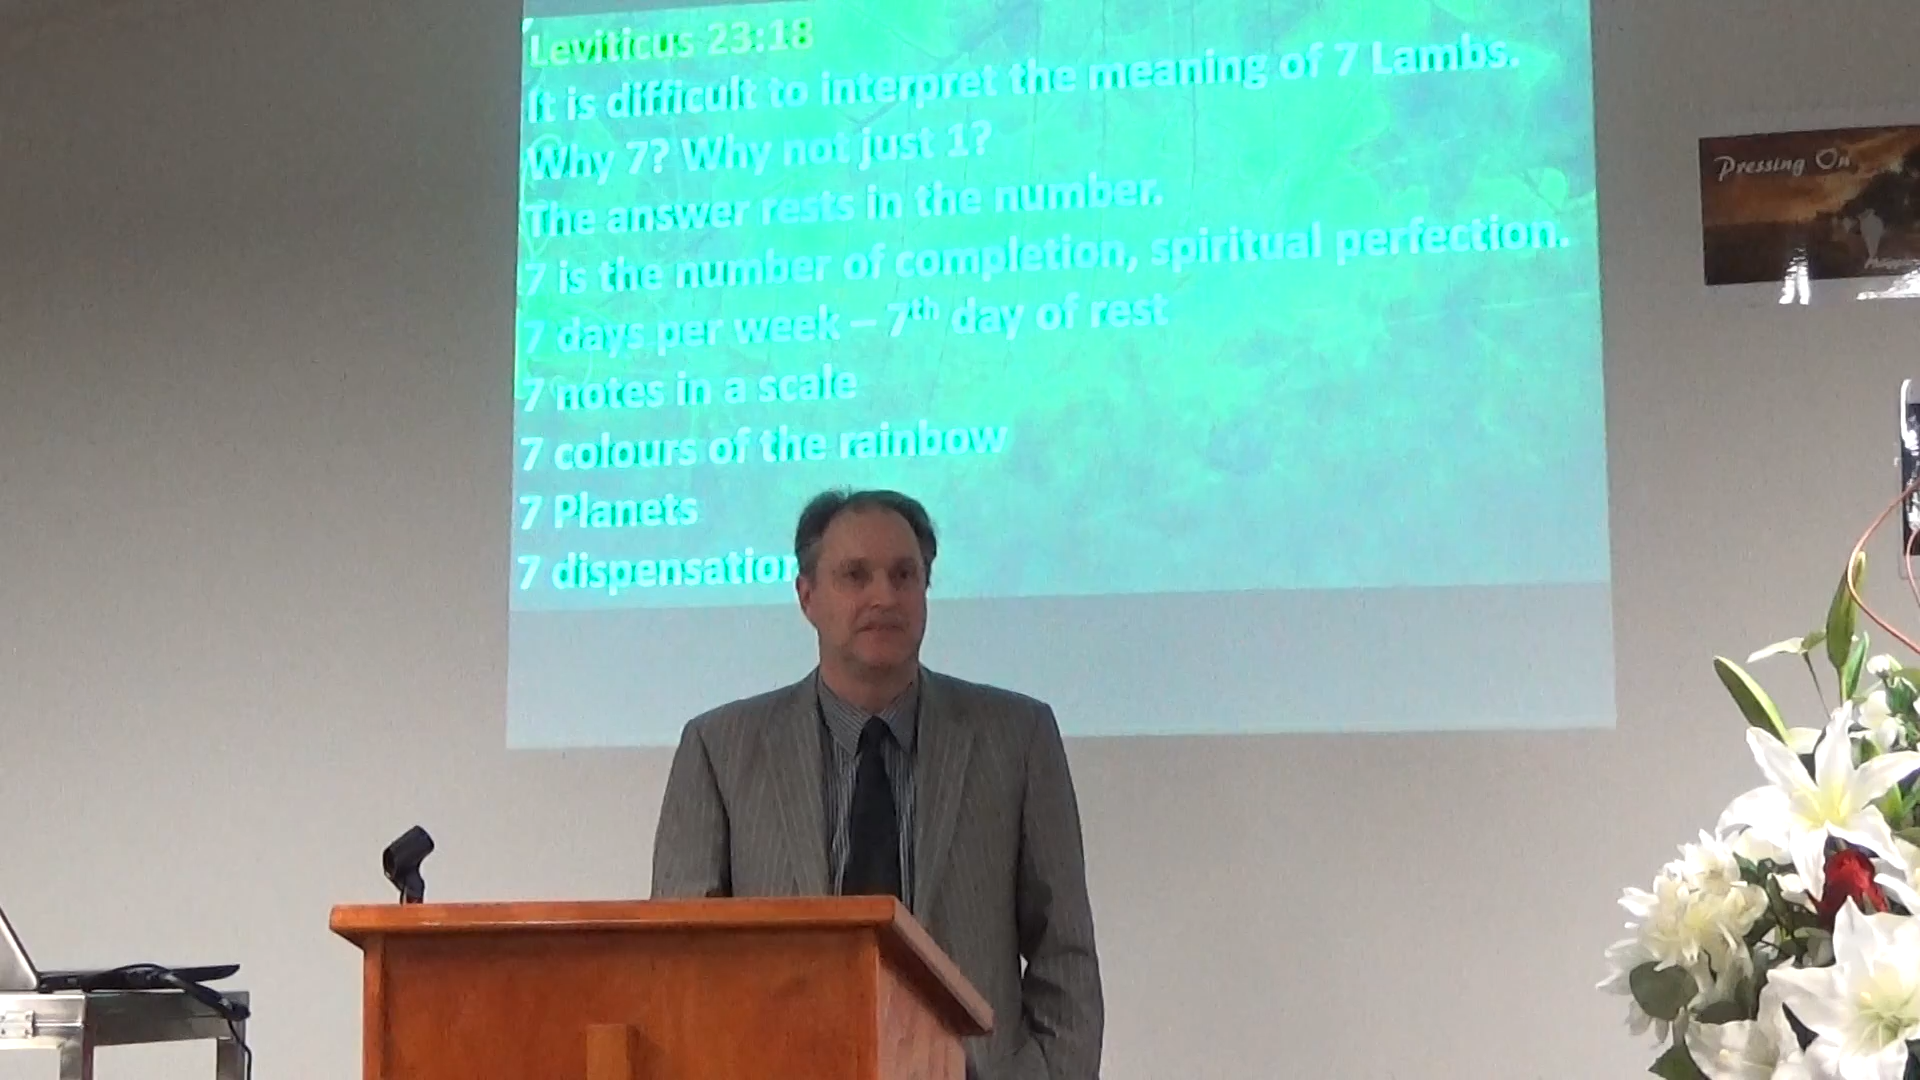 Leviticus 23:18
It is difficult to interpret the meaning of 7 Lambs.
Why 7? Why not just 1?
The answer rests in the number.
7 is the number of completion, spiritual perfection.
7 days per week – 7th day of rest
7 notes in a scale
7 colours of the rainbow
7 Planets
7 dispensation
Pressing On